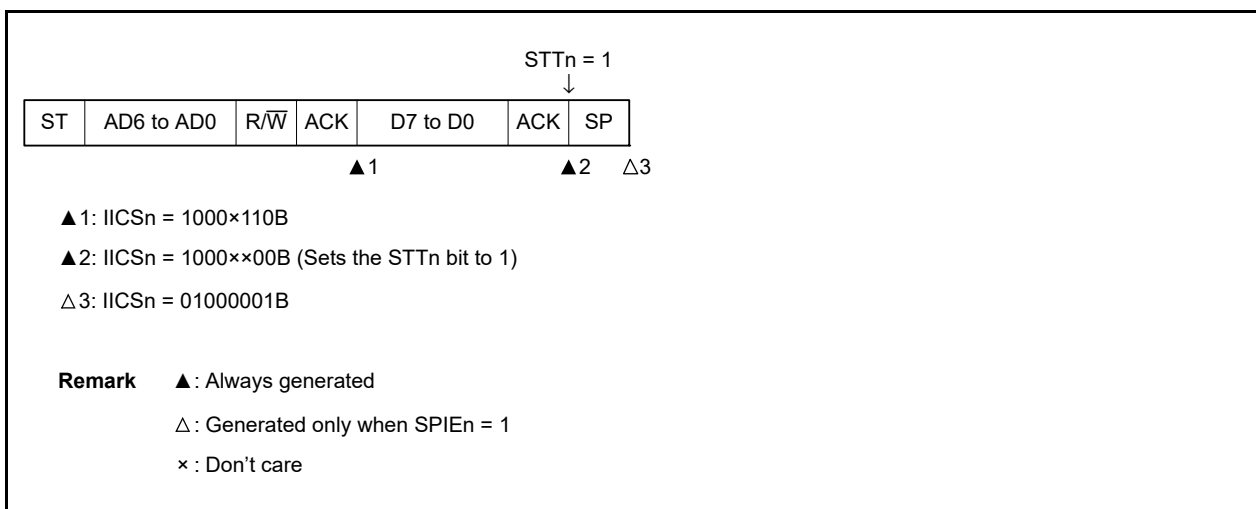 STTn = 1
↓
ST AD6 to AD0 R/W̅ ACK D7 to D0 ACK SP
▲1 ▲2 △3
▲1: IICSn = 1000×110B
▲2: IICSn = 1000××00B (Sets the STTn bit to 1)
△3: IICSn = 01000001B
Remark ▲: Always generated
△: Generated only when SPIEn = 1
×: Don't care